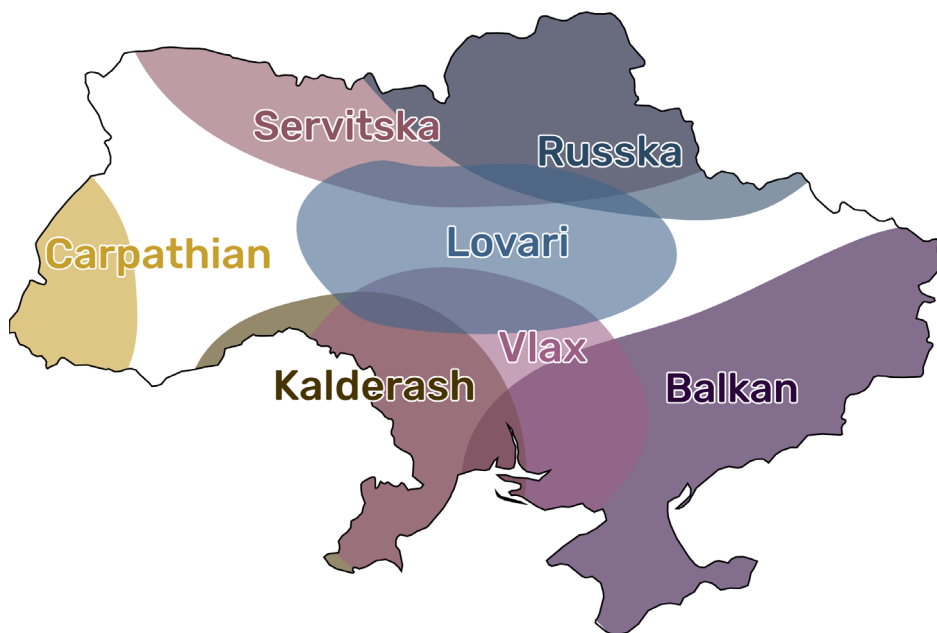 Servitska
Russka
Lovari
Carpathian
Vlax
Kalderash
Balkan